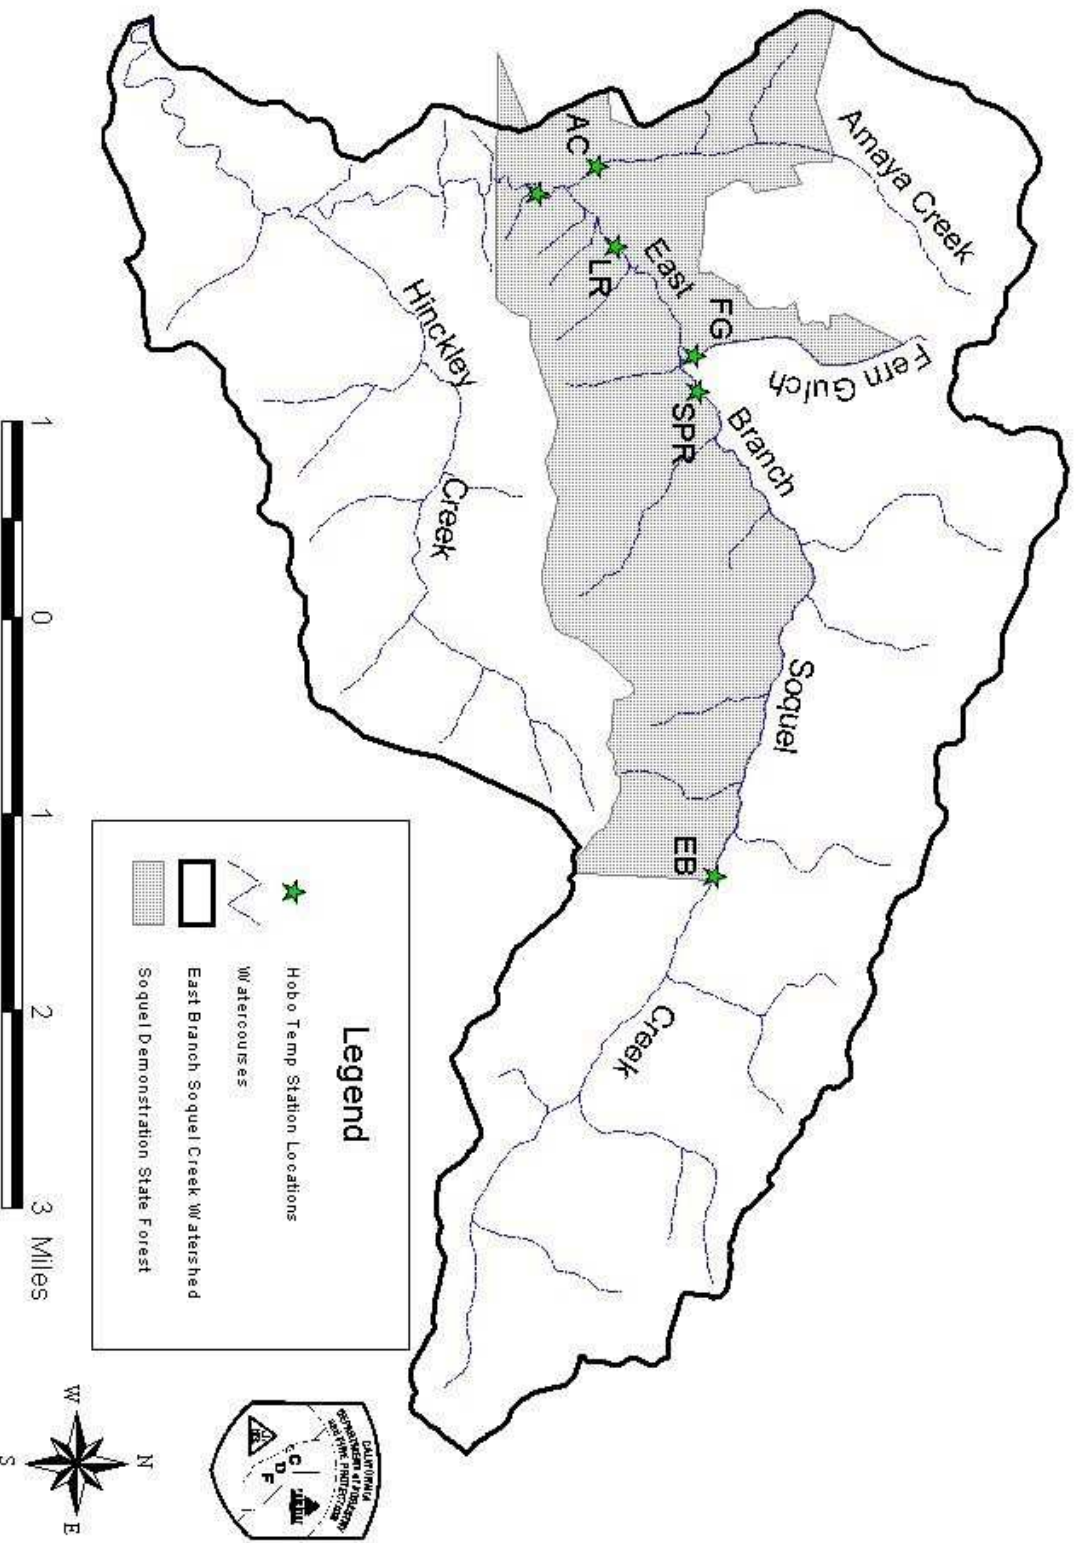 Amaya Creek
AC
East
LR
FG
Fern Gulch
SPR
Branch
Hinckley
Creek
Soquel
EB
Creek
Legend
Hobo Temp Station Locations
Watercourses
East Branch Soquel Creek Watershed
Soquel Demonstration State Forest
1 0 1 2 3 Miles
N
W
E
S
CALIFORNIA
DEPARTMENT of FORESTRY
and FIRE PROTECTION
C
D
F